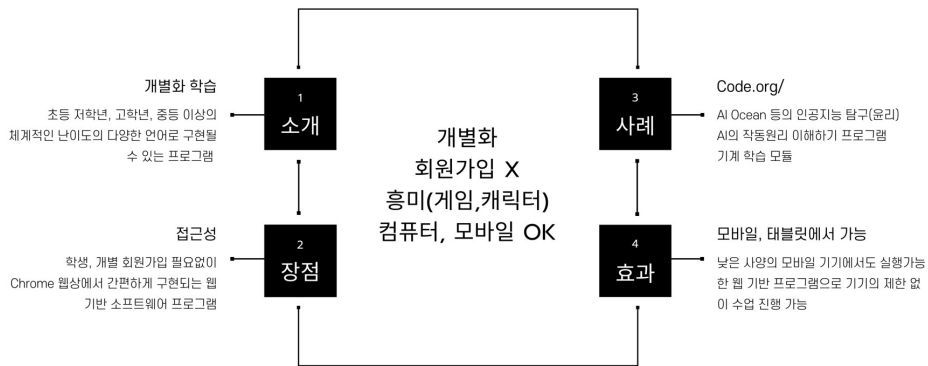 개별화 학습
초등 저학년, 고학년, 중등 이상의
체계적인 난이도의 다양한 언어로 구현될
수 있는 프로그램
1
소개
접근성
학생, 개별 회원가입 필요없이
Chrome 웹상에서 간편하게 구현되는 웹
기반 소프트웨어 프로그램
2
장점
개별화
회원가입 X
흥미(게임,캐릭터)
컴퓨터, 모바일 OK
3
사례
Code.org/
AI Ocean 등의 인공지능 탐구(윤리)
AI의 작동원리 이해하기 프로그램
기계 학습 모듈
4
효과
모바일, 태블릿에서 가능
낮은 사양의 모바일 기기에서도 실행가능
한 웹 기반 프로그램으로 기기의 제한 없
이 수업 진행 가능